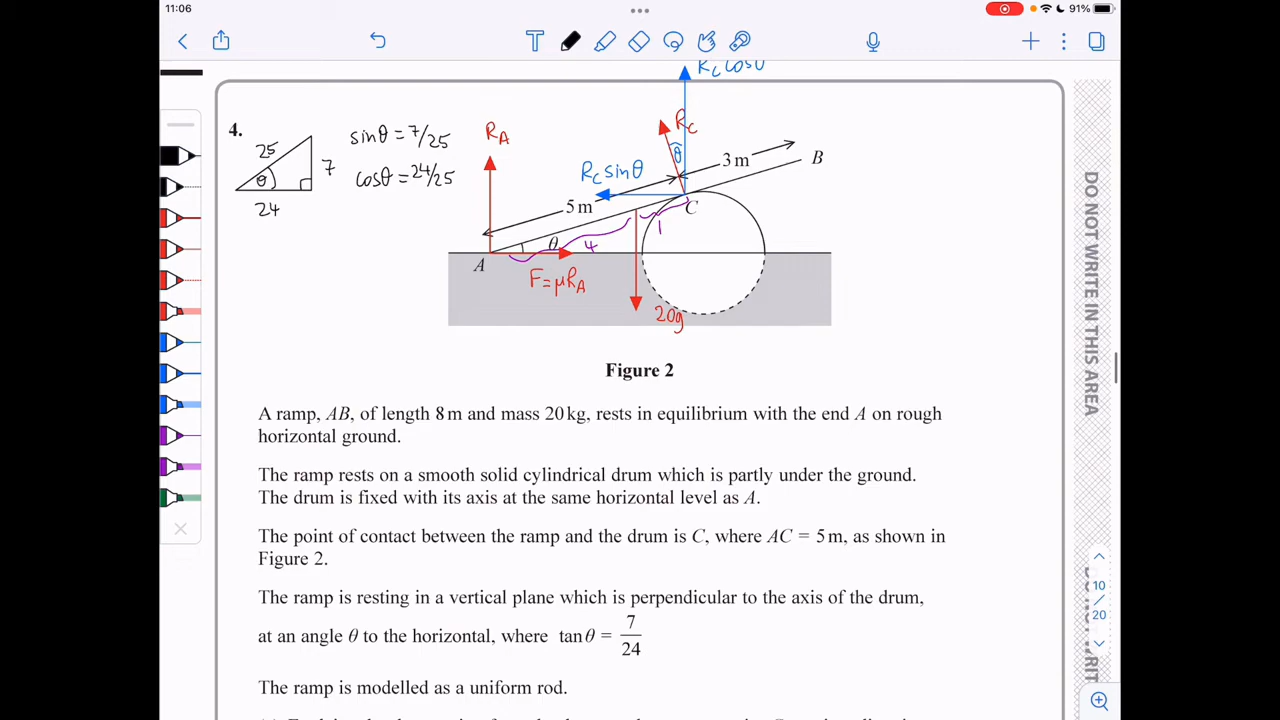 11:06
91%
R_C cosθ
4.
25
7
θ
24
sinθ = 7/25
cosθ = 24/25
R_A
R_C
θ
R_C sinθ
3 m
B
5 m
C
1
4
θ
A
F = μR_A
20g
Figure 2
DO NOT WRITE IN THIS AREA
A ramp, AB, of length 8 m and mass 20 kg, rests in equilibrium with the end A on rough
horizontal ground.
The ramp rests on a smooth solid cylindrical drum which is partly under the ground.
The drum is fixed with its axis at the same horizontal level as A.
The point of contact between the ramp and the drum is C, where AC = 5 m, as shown in
Figure 2.
The ramp is resting in a vertical plane which is perpendicular to the axis of the drum,
at an angle θ to the horizontal, where tan θ = 7/24
The ramp is modelled as a uniform rod.
10
/
20